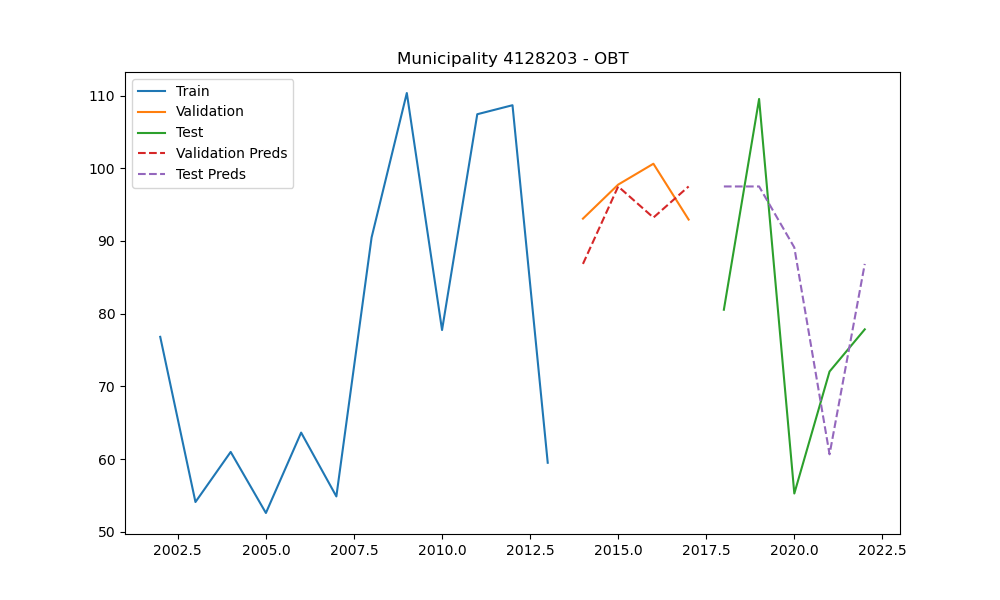 Municipality 4128203 - OBT
Train
Validation
Test
Validation Preds
Test Preds
110
100
90
80
70
60
50
2002.5 2005.0 2007.5 2010.0 2012.5 2015.0 2017.5 2020.0 2022.5